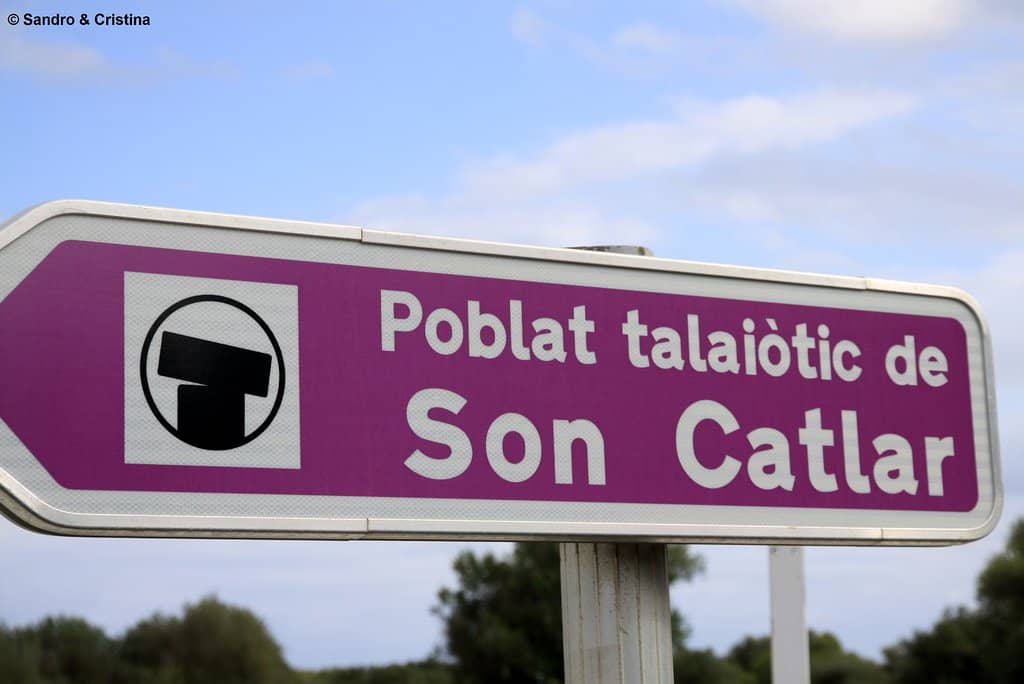 © Sandro & Cristina
Poblat talaiòtic de
Son Catlar